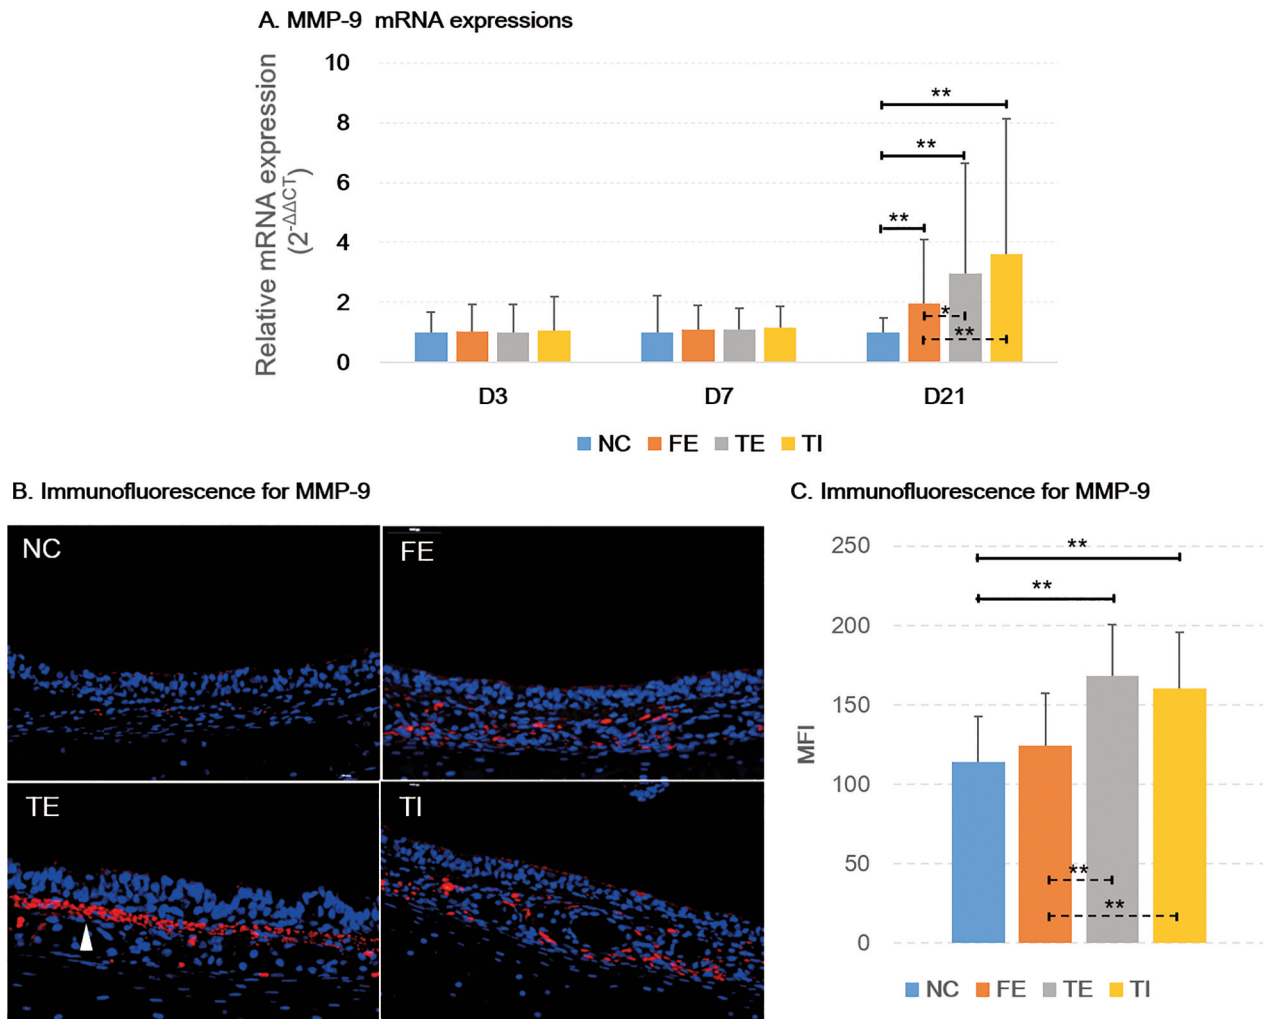 A. MMP-9 mRNA expressions
Relative mRNA expression
(2-ΔΔCT)
10
8
6
4
2
0
**
**
**
*
**
D3 D7 D21
NC FE TE TI
B. Immunofluorescence for MMP-9
NC
FE
TE
TI
C. Immunofluorescence for MMP-9
MFI
250
200
150
100
50
0
**
**
**
**
NC FE TE TI